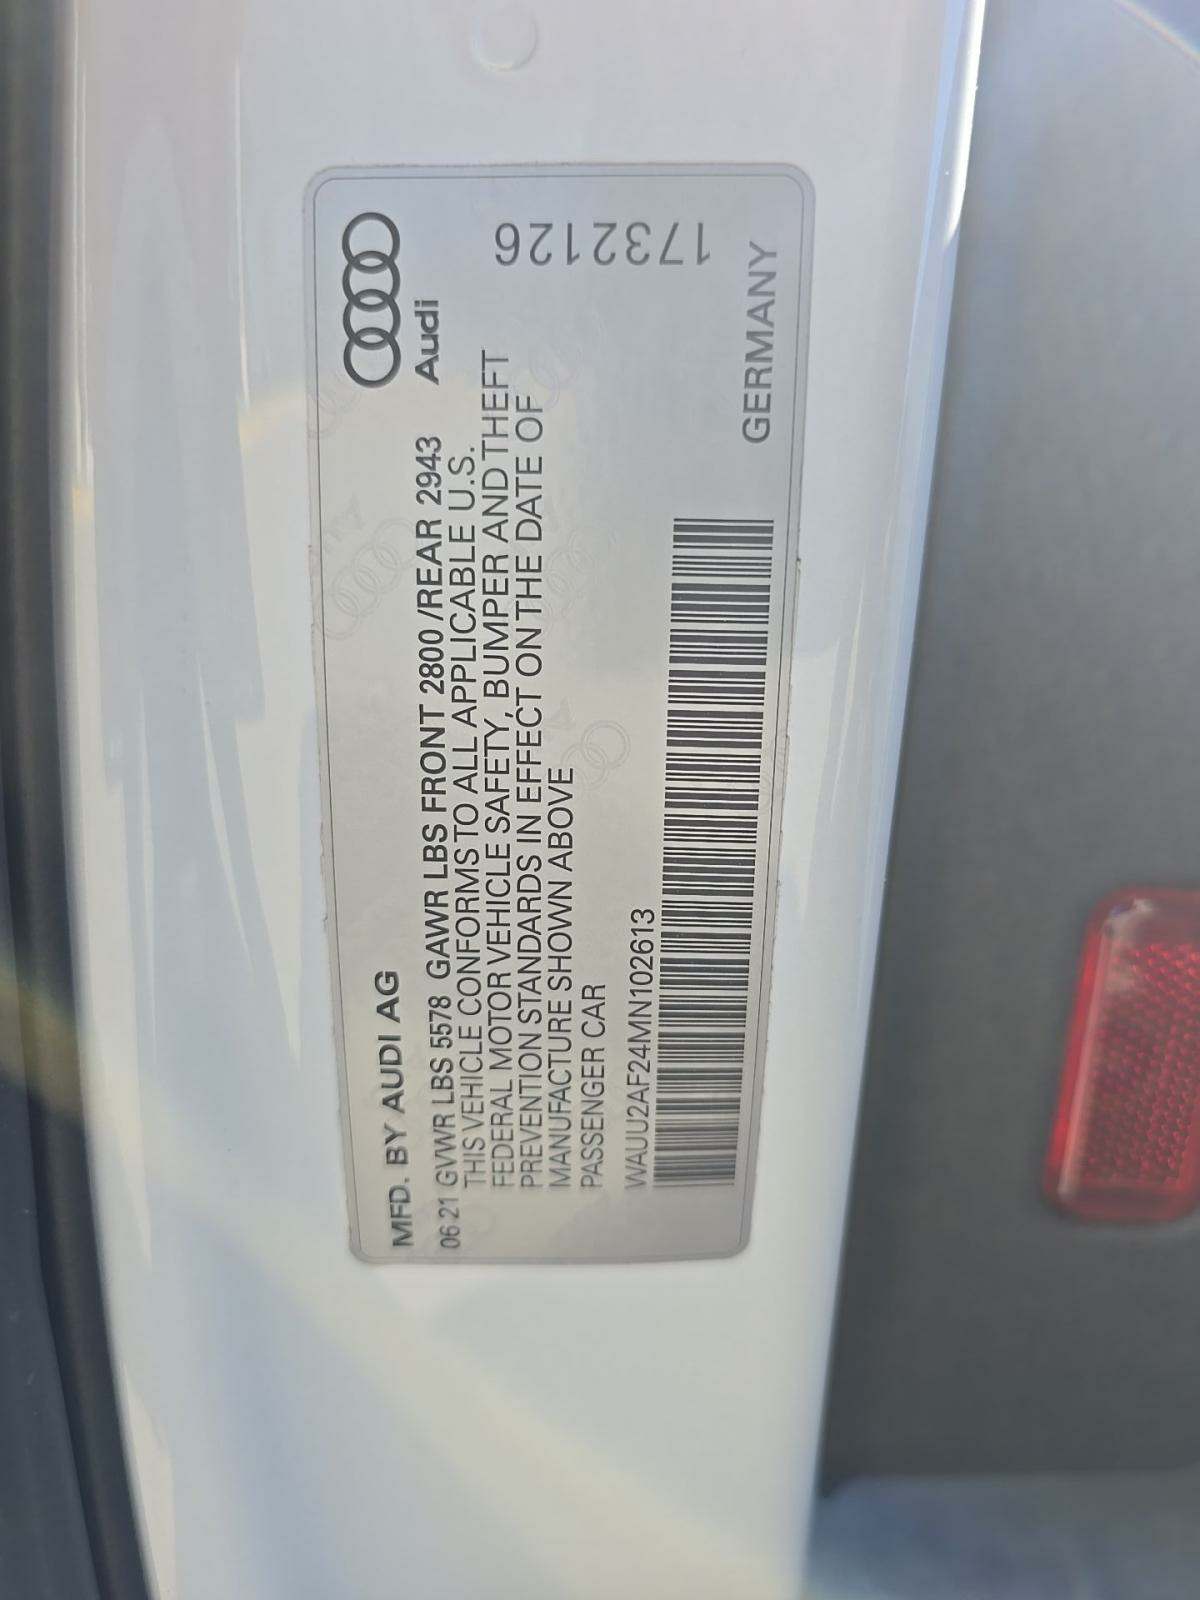 MFD. BY AUDI AG
Audi
06.21 GVWR LBS 5578 GAWR LBS FRONT 2800 /REAR 2943
THIS VEHICLE CONFORMS TO ALL APPLICABLE U.S.
FEDERAL MOTOR VEHICLE SAFETY, BUMPER AND THEFT
PREVENTION STANDARDS IN EFFECT ON THE DATE OF
MANUFACTURE SHOWN ABOVE
PASSENGER CAR
1732126
WAUU2AF24MN102613
GERMANY